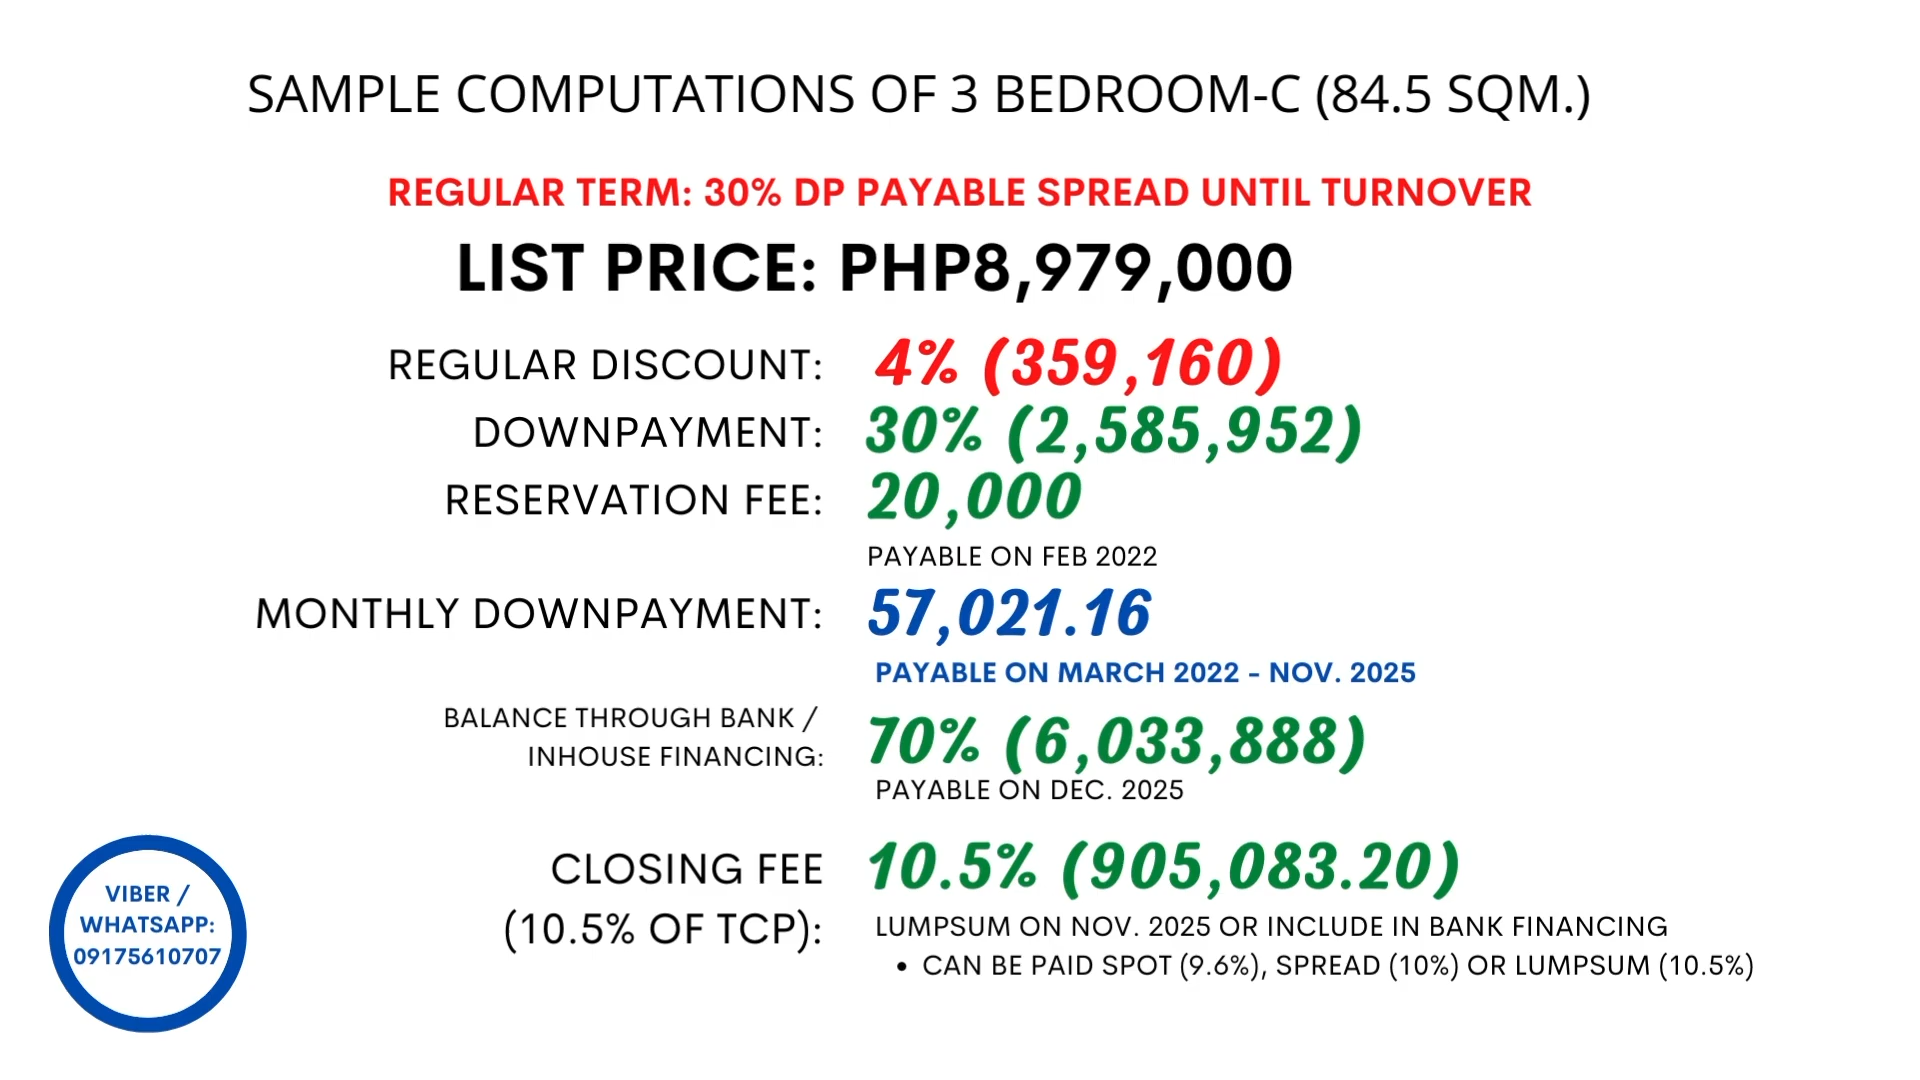 SAMPLE COMPUTATIONS OF 3 BEDROOM-C (84.5 SQM.)
REGULAR TERM: 30% DP PAYABLE SPREAD UNTIL TURNOVER
LIST PRICE: PHP8,979,000
REGULAR DISCOUNT: 4% (359,160)
DOWNPAYMENT: 30% (2,585,952)
RESERVATION FEE: 20,000
PAYABLE ON FEB 2022
MONTHLY DOWNPAYMENT: 57,021.16
PAYABLE ON MARCH 2022 - NOV. 2025
BALANCE THROUGH BANK /
INHOUSE FINANCING: 70% (6,033,888)
PAYABLE ON DEC. 2025
CLOSING FEE 10.5% (905,083.20)
(10.5% OF TCP): LUMPSUM ON NOV. 2025 OR INCLUDE IN BANK FINANCING
• CAN BE PAID SPOT (9.6%), SPREAD (10%) OR LUMPSUM (10.5%)
VIBER /
WHATSAPP:
09175610707